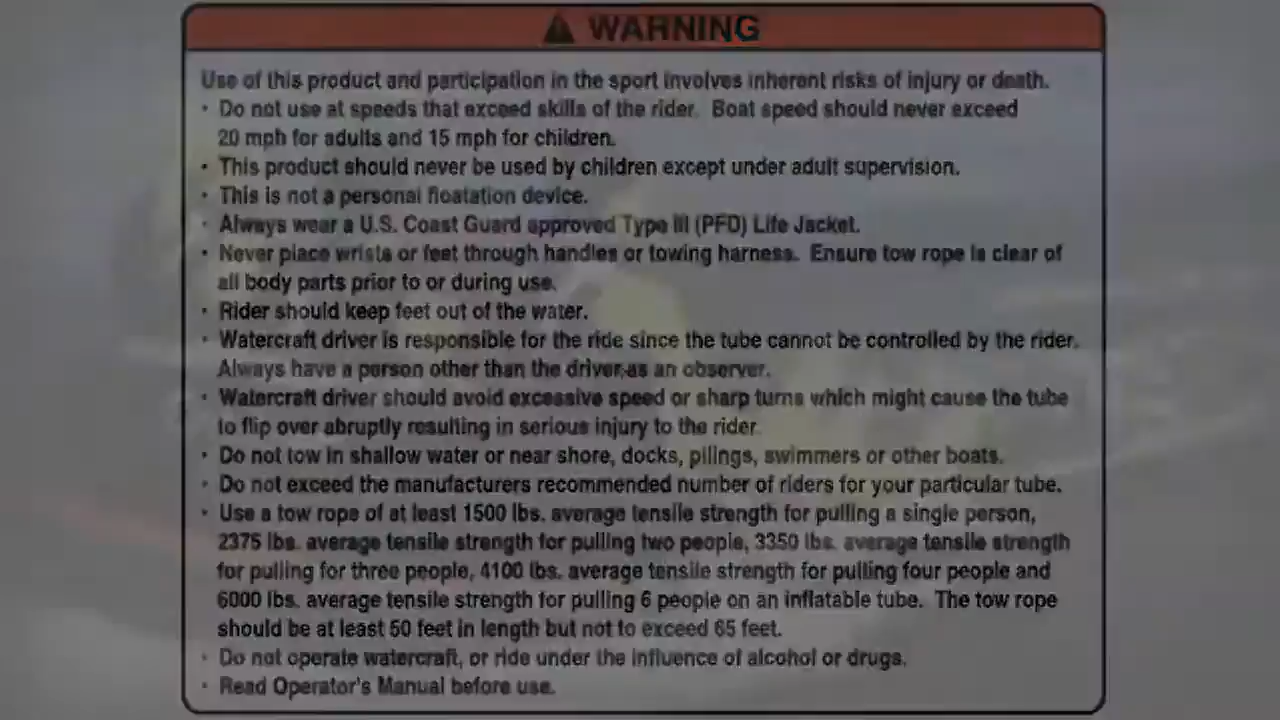 ⚠ WARNING
Use of this product and participation in the sport involves inherent risks of injury or death.
· Do not use at speeds that exceed skills of the rider. Boat speed should never exceed
20 mph for adults and 15 mph for children.
· This product should never be used by children except under adult supervision.
· This is not a personal floatation device.
· Always wear a U.S. Coast Guard approved Type III (PFD) Life Jacket.
· Never place wrists or feet through handles or towing harness. Ensure tow rope is clear of
all body parts prior to or during use.
· Rider should keep feet out of the water.
· Watercraft driver is responsible for the ride since the tube cannot be controlled by the rider.
Always have a person other than the driver as an observer.
· Watercraft driver should avoid excessive speed or sharp turns which might cause the tube
to flip over abruptly resulting in serious injury to the rider.
· Do not tow in shallow water or near shore, docks, pilings, swimmers or other boats.
· Do not exceed the manufacturers recommended number of riders for your particular tube.
· Use a tow rope of at least 1500 lbs. average tensile strength for pulling a single person,
2375 lbs. average tensile strength for pulling two people, 3350 lbs. average tensile strength
for pulling for three people, 4100 lbs. average tensile strength for pulling four people and
6000 lbs. average tensile strength for pulling 6 people on an inflatable tube. The tow rope
should be at least 50 feet in length but not to exceed 65 feet.
· Do not operate watercraft, or ride under the influence of alcohol or drugs.
· Read Operator's Manual before use.